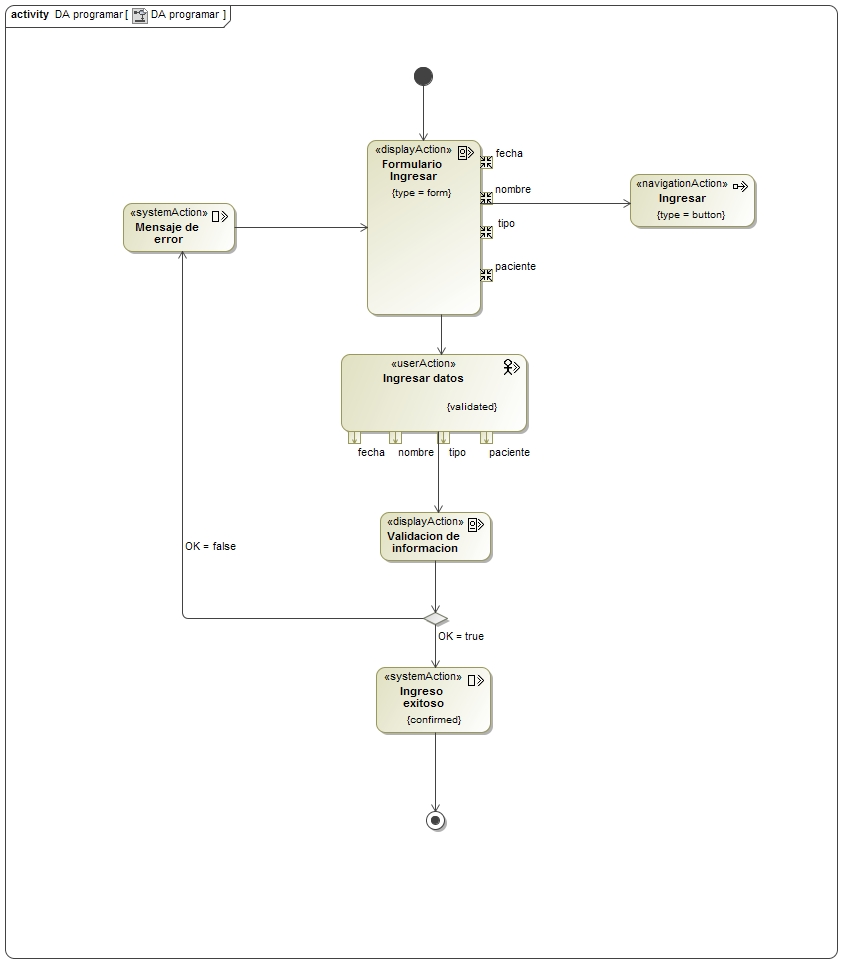 activity DA programar [ DA programar ]
«displayAction»
Formulario
Ingresar
{type = form}
fecha
nombre
tipo
paciente
«navigationAction»
Ingresar
{type = button}
«systemAction»
Mensaje de
error
«userAction»
Ingresar datos
{validated}
fecha
nombre
tipo
paciente
«displayAction»
Validacion de
informacion
OK = false
OK = true
«systemAction»
Ingreso
exitoso
{confirmed}